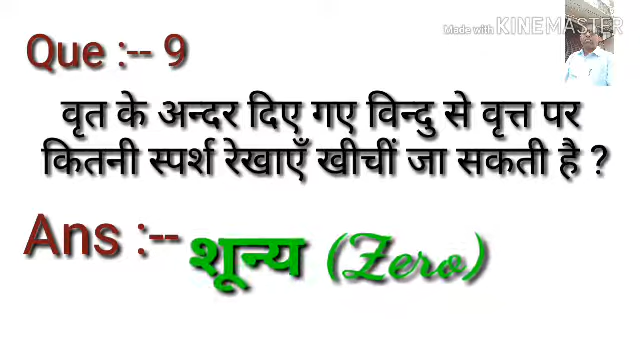 Made with KINEMASTER
Que :-- 9
वृत के अन्दर दिए गए विन्दु से वृत्त पर
कितनी स्पर्श रेखाएँ खीचीं जा सकती है ?
Ans :-- शून्य (Zero)